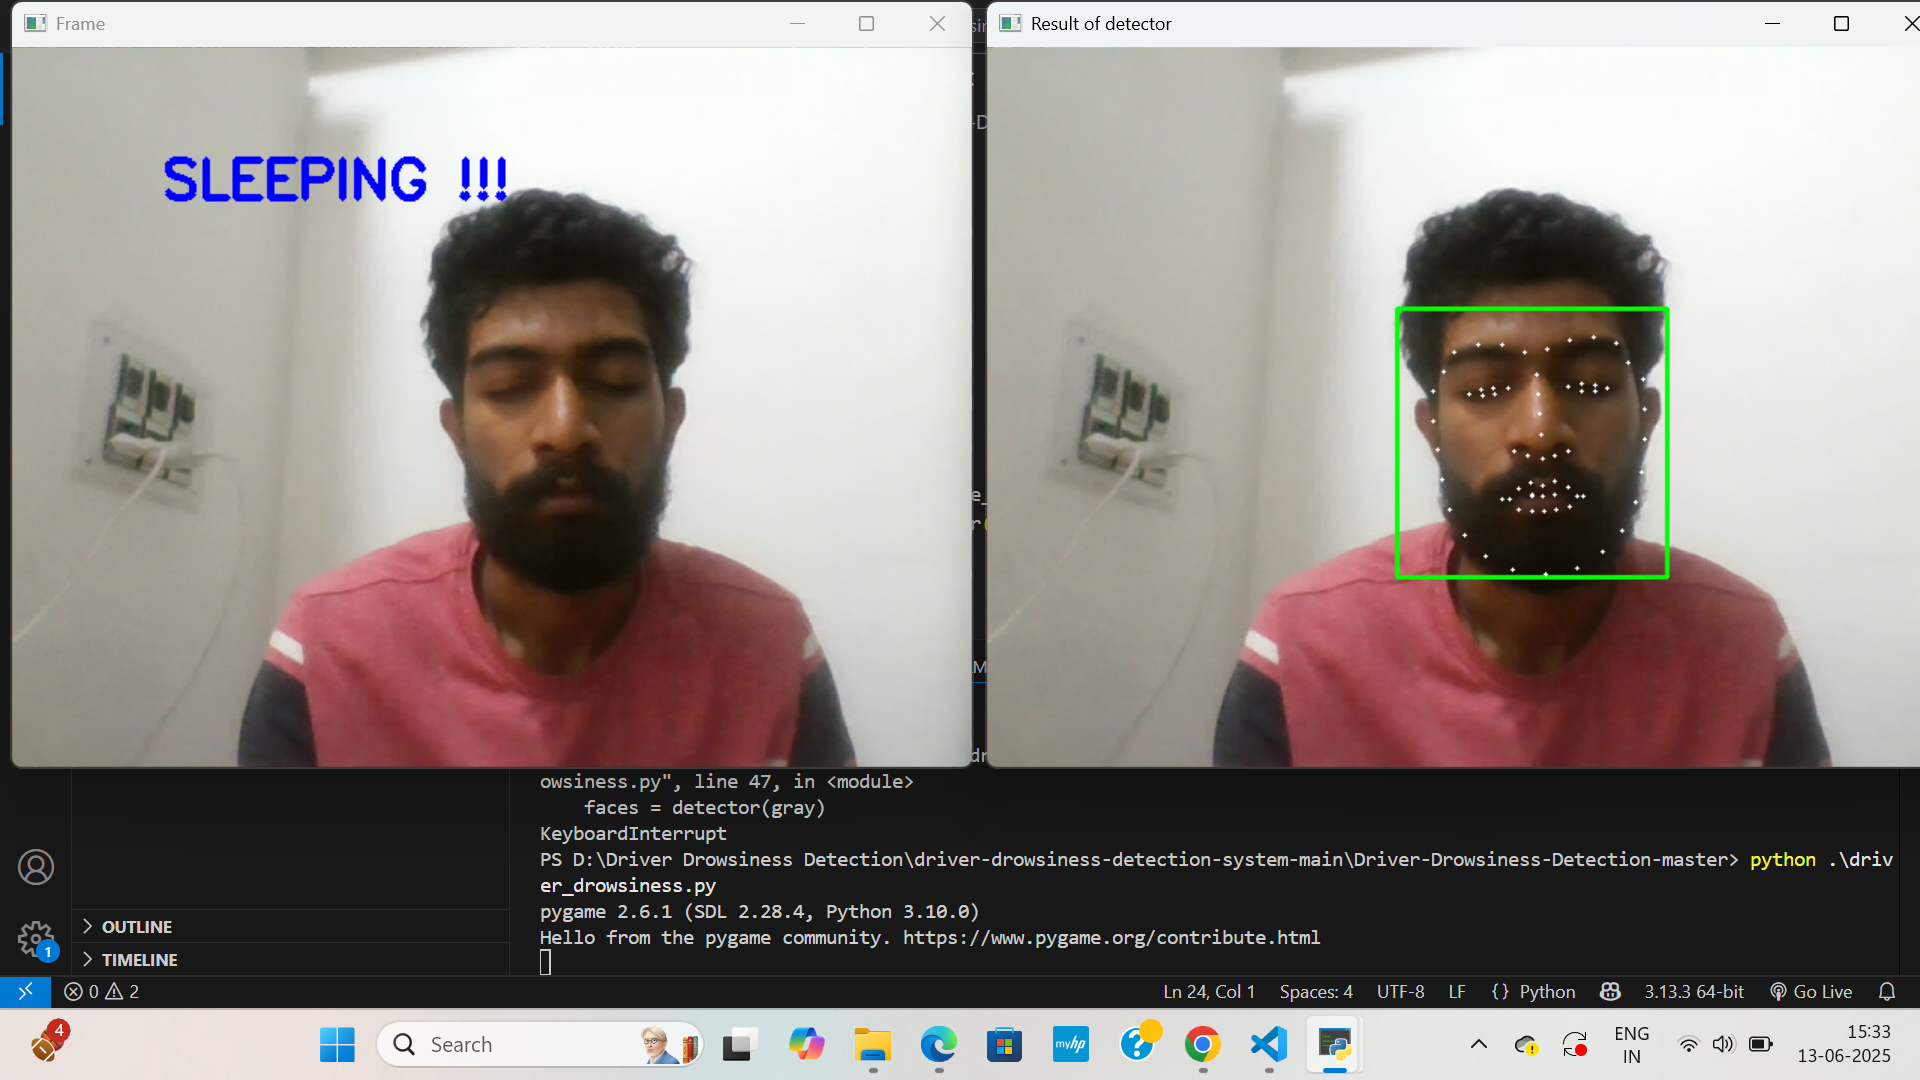 Frame
Result of detector
SLEEPING !!!
owsiness.py", line 47, in <module>
faces = detector(gray)
KeyboardInterrupt
PS D:\Driver Drowsiness Detection\driver-drowsiness-detection-system-main\Driver-Drowsiness-Detection-master> python .\driv
er_drowsiness.py
pygame 2.6.1 (SDL 2.28.4, Python 3.10.0)
Hello from the pygame community. https://www.pygame.org/contribute.html
1
OUTLINE
TIMELINE
0 2
Ln 24, Col 1 Spaces: 4 UTF-8 LF {} Python 3.13.3 64-bit Go Live
4
Search
myhp
ENG
IN
15:33
13-06-2025